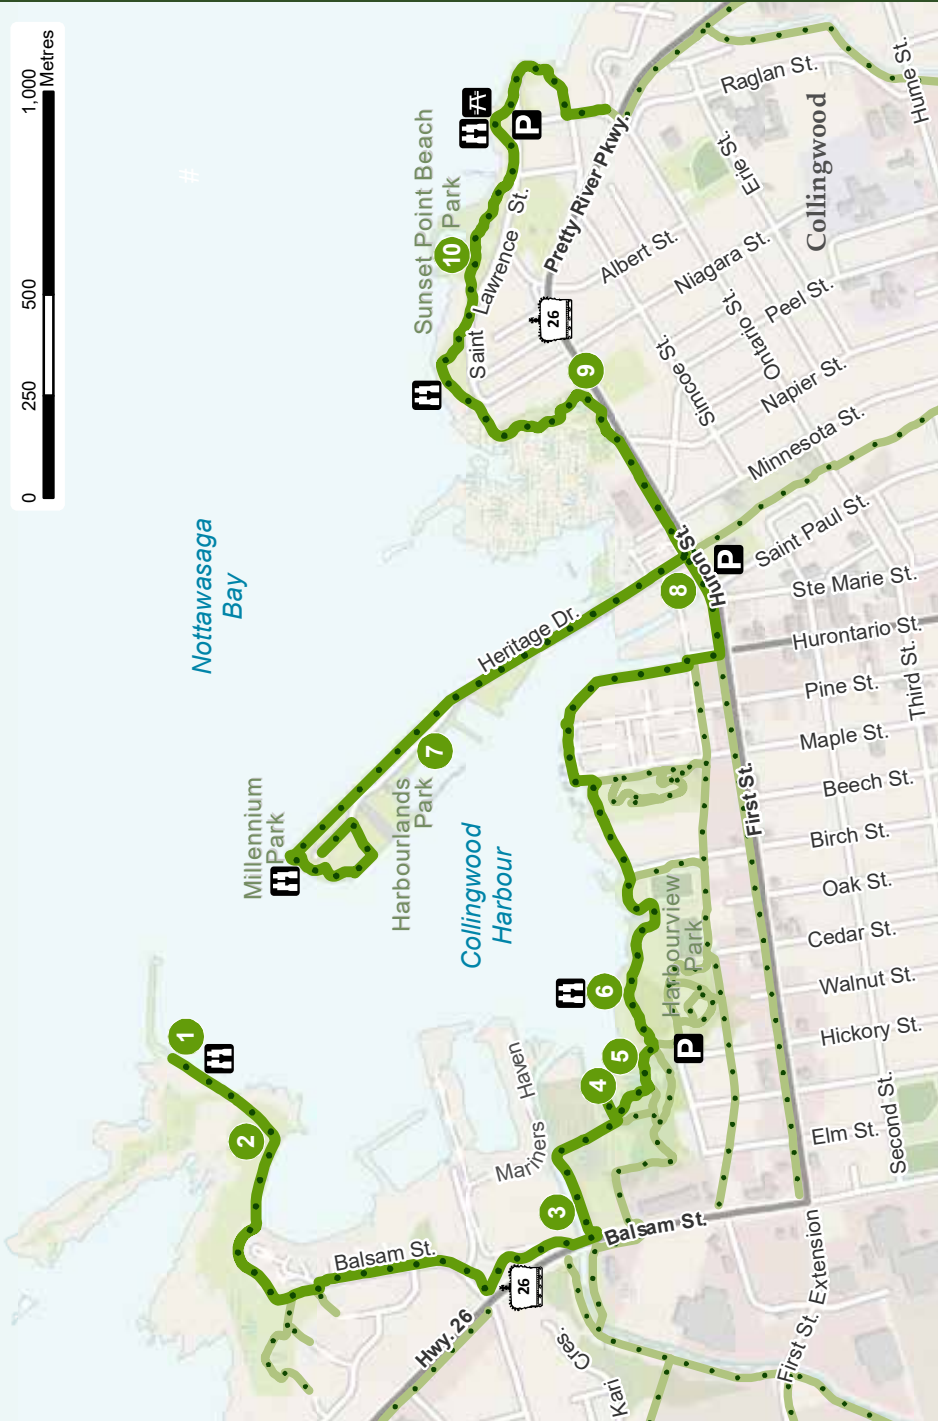 0
250
500
1,000
Metres
#
Nottawasaga
Bay
Sunset Point Beach
Park
10
P
Saint Lawrence St.
Pretty River Pkwy.
26
9
Raglan St.
Hume St.
Collingwood
Erie St.
Albert St.
Niagara St.
Peel St.
Simcoe St.
Ontario St.
Napier St.
Minnesota St.
Saint Paul St.
Ste Marie St.
Hurontario St.
Third St.
Pine St.
Maple St.
Beech St.
Birch St.
Oak St.
Cedar St.
Walnut St.
Hickory St.
Second St.
Elm St.
Huron St.
P
8
Heritage Dr.
7
Millennium
Park
Harbourlands
Park
Collingwood
Harbour
First St.
Harbourview
Park
P
6
5
4
3
Mariners Haven
1
2
Balsam St.
Balsam St.
26
Hwy. 26
Kari Cres.
First St. Extension